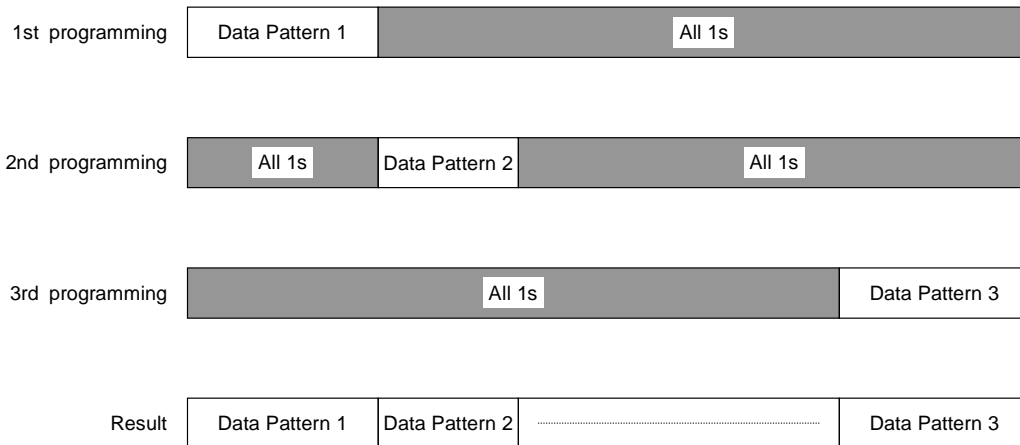 1st programming Data Pattern 1 All 1s
2nd programming All 1s Data Pattern 2 All 1s
3rd programming All 1s Data Pattern 3
Result Data Pattern 1 Data Pattern 2 Data Pattern 3